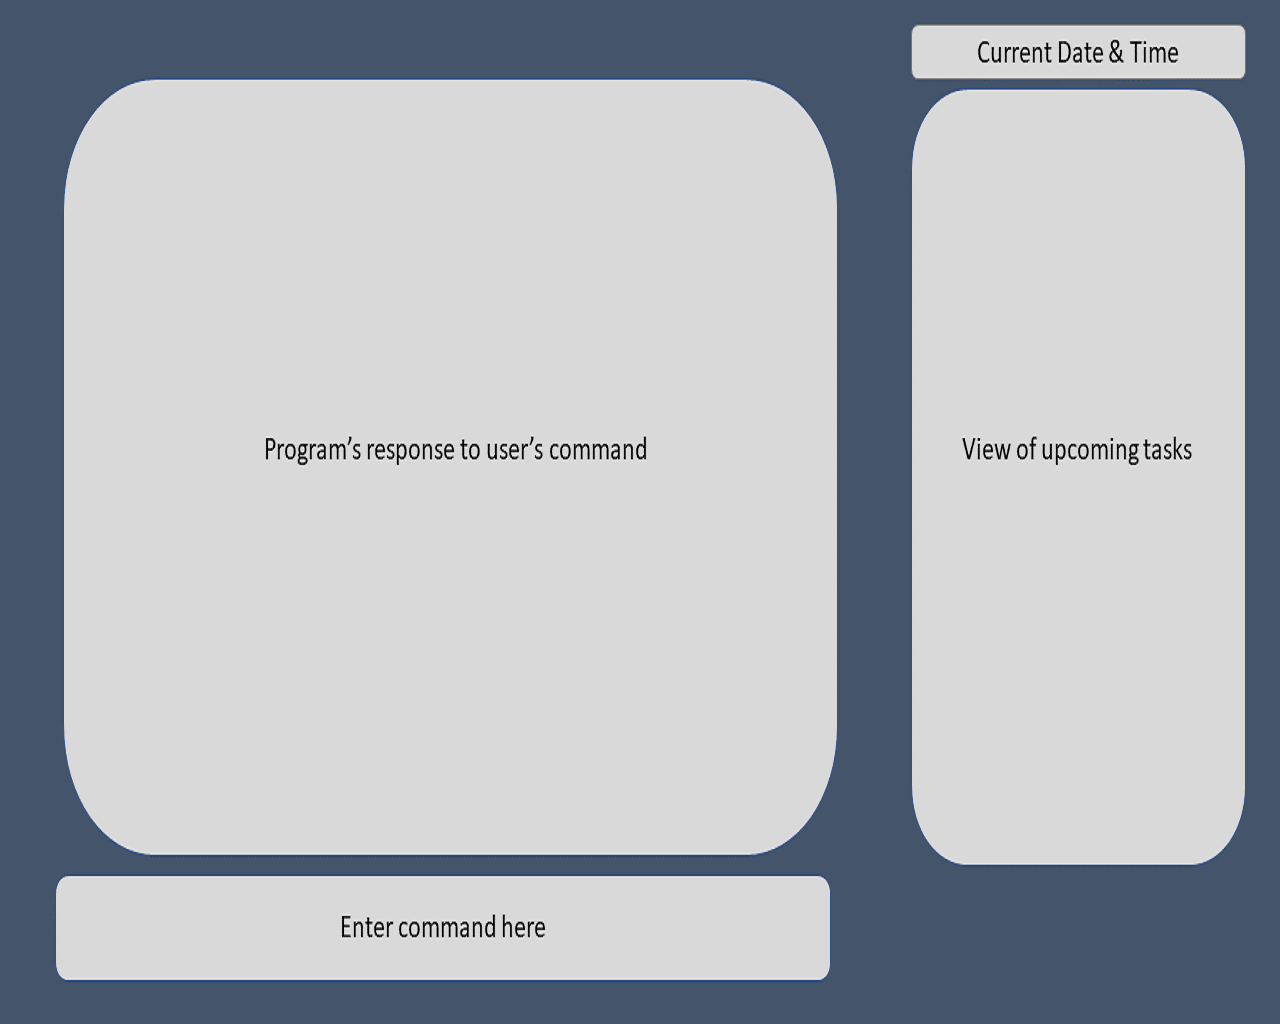 Current Date & Time
Program’s response to user’s command
View of upcoming tasks
Enter command here